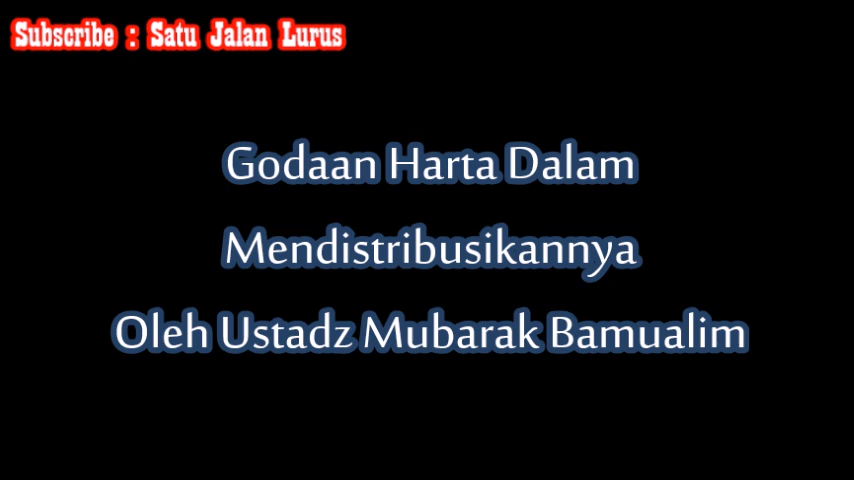 Subscribe : Satu Jalan Lurus
Godaan Harta Dalam
Mendistribusikannya
Oleh Ustadz Mubarak Bamualim